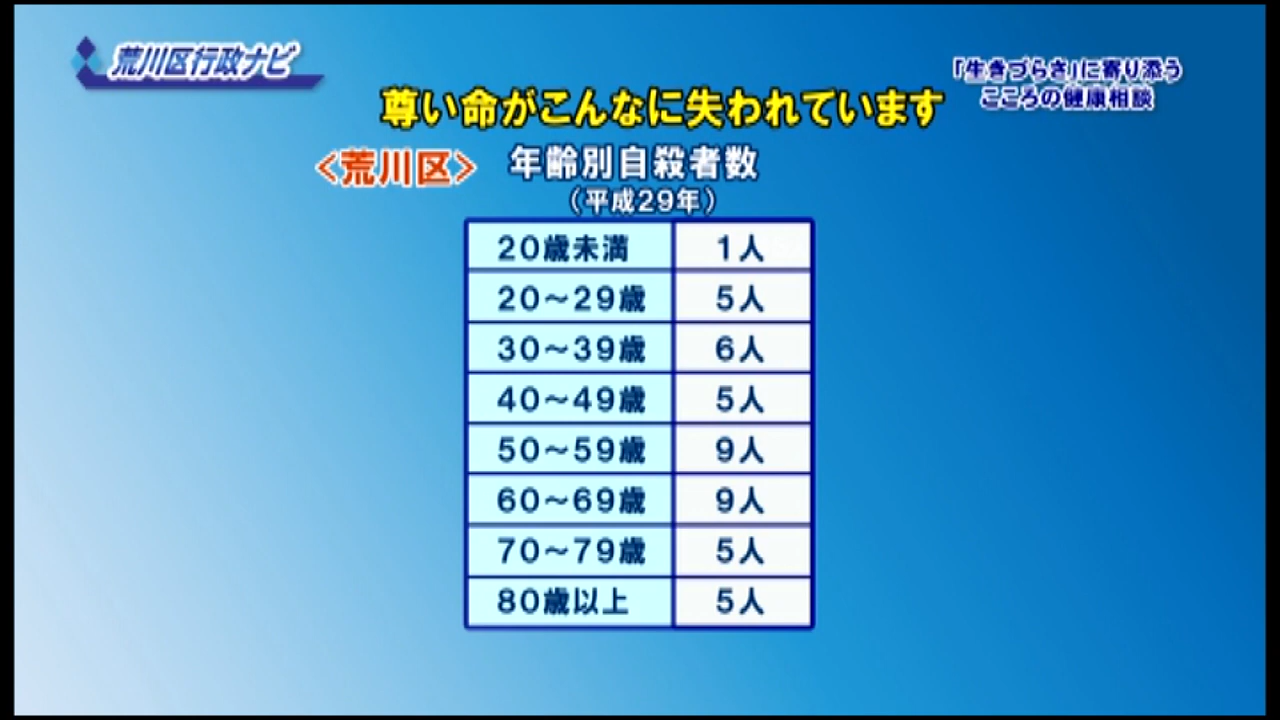 荒川区行政ナビ
「生きづらさ」に寄り添う
こころの健康相談
尊い命がこんなに失われています
<荒川区> 年齢別自殺者数
(平成29年)
20歳未満 1人
20～29歳 5人
30～39歳 6人
40～49歳 5人
50～59歳 9人
60～69歳 9人
70～79歳 5人
80歳以上 5人